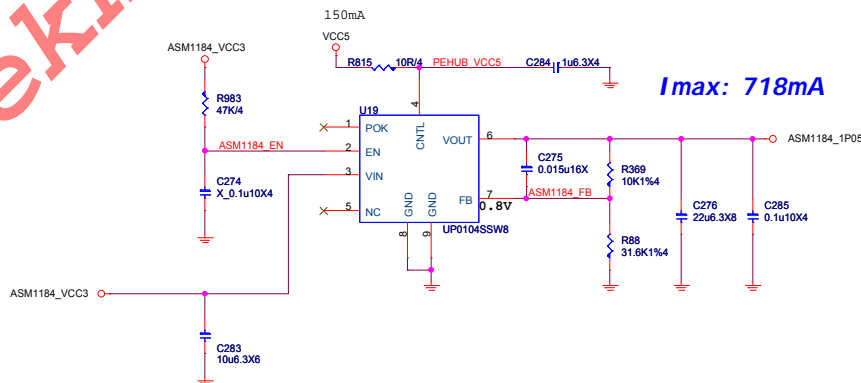 150mA
VCC5
ASM1184_VCC3
R815
10R/4
PEHUB_VCC5
C284
1u6.3X4
Imax: 718mA
R983
47K/4
U19
4
1
POK
CNTL
VOUT
6
ASM1184_1P05
ASM1184_EN
2
EN
3
VIN
C275
0.015u16X
R369
10K1%4
C274
X_0.1u10X4
FB
7
ASM1184_FB
0.8V
5
NC
GND
GND
8
9
UP0104SSW8
C276
22u6.3X8
C285
0.1u10X4
R88
31.6K1%4
ASM1184_VCC3
C283
10u6.3X6